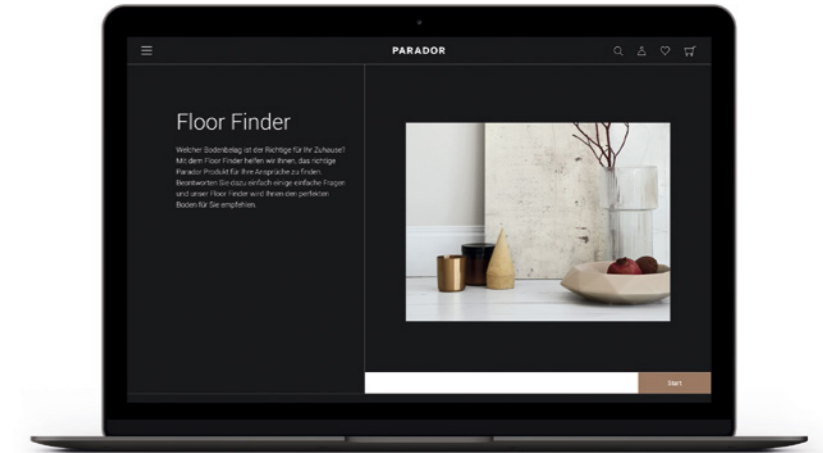 PARADOR
Floor Finder
Welcher Bodenbelag ist der Richtige für Ihr Zuhause?
Mit dem Floor Finder helfen wir Ihnen, das richtige
Parador Produkt für Ihre Ansprüche zu finden.
Beantworten Sie dazu einfach einige einfache Fragen
und unser Floor Finder wird Ihnen den perfekten
Boden für Sie empfehlen.
Start